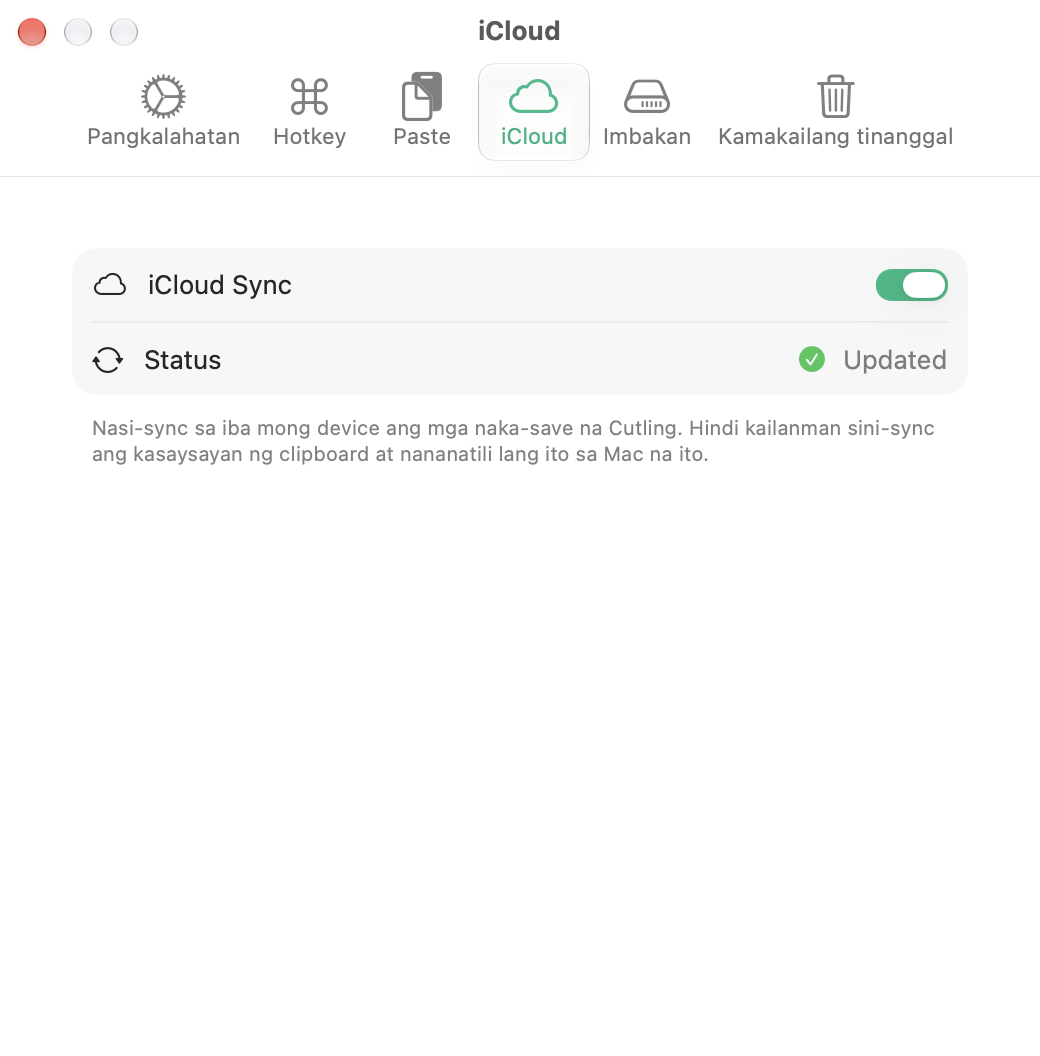 iCloud
Pangkalahatan
Hotkey
Paste
iCloud
Imbakan
Kamakailang tinanggal
iCloud Sync
Status
Updated
Nasi-sync sa iba mong device ang mga naka-save na Cutling. Hindi kailanman sini-sync
ang kasaysayan ng clipboard at nananatili lang ito sa Mac na ito.